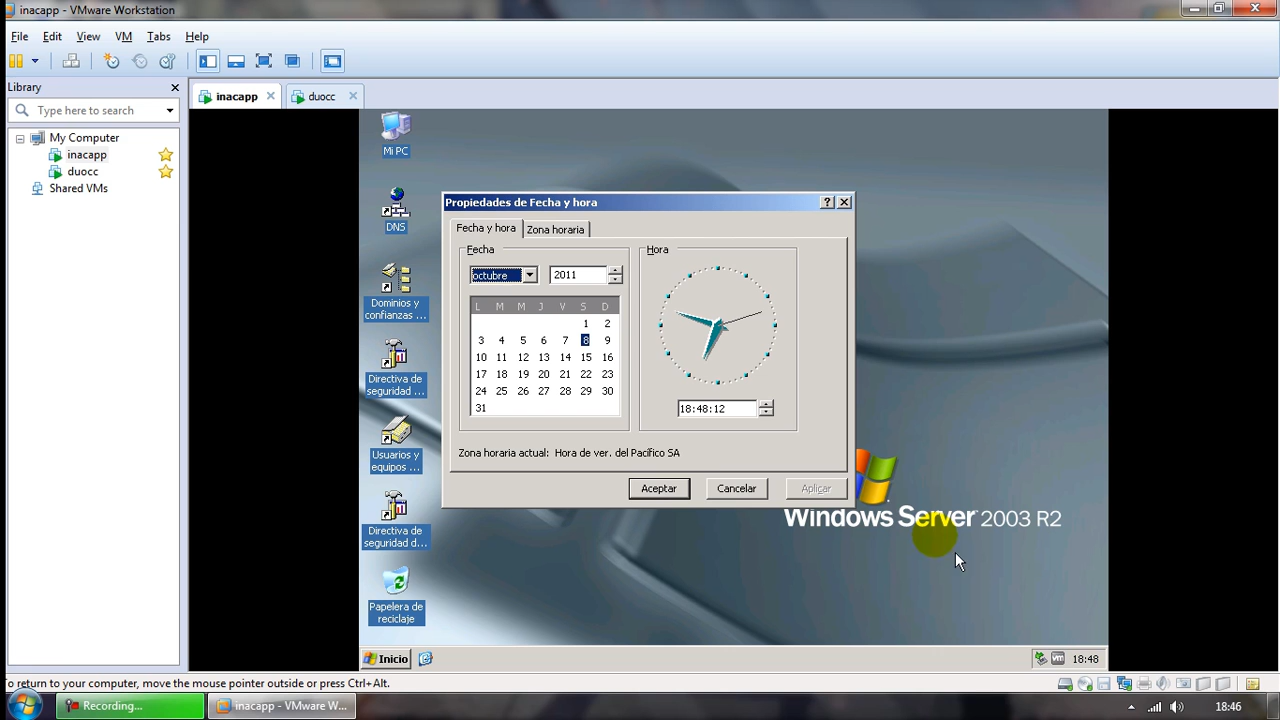 inacapp - VMware Workstation
File Edit View VM Tabs Help
Library
Type here to search
My Computer
inacapp
duocc
Shared VMs
inacapp
duocc
Mi PC
DNS
Dominios y
confianzas ...
Directiva de
seguridad ...
Usuarios y
equipos ...
Directiva de
seguridad d...
Papelera de
reciclaje
Propiedades de Fecha y hora
Fecha y hora
Zona horaria
Fecha
octubre
2011
L M M J V S D
1 2
3 4 5 6 7 8 9
10 11 12 13 14 15 16
17 18 19 20 21 22 23
24 25 26 27 28 29 30
31
Hora
18:48:12
Zona horaria actual: Hora de ver. del Pacífico SA
Aceptar
Cancelar
Aplicar
Windows Server 2003 R2
Inicio
18:48
To return to your computer, move the mouse pointer outside or press Ctrl+Alt.
Recording...
inacapp - VMware W...
18:46